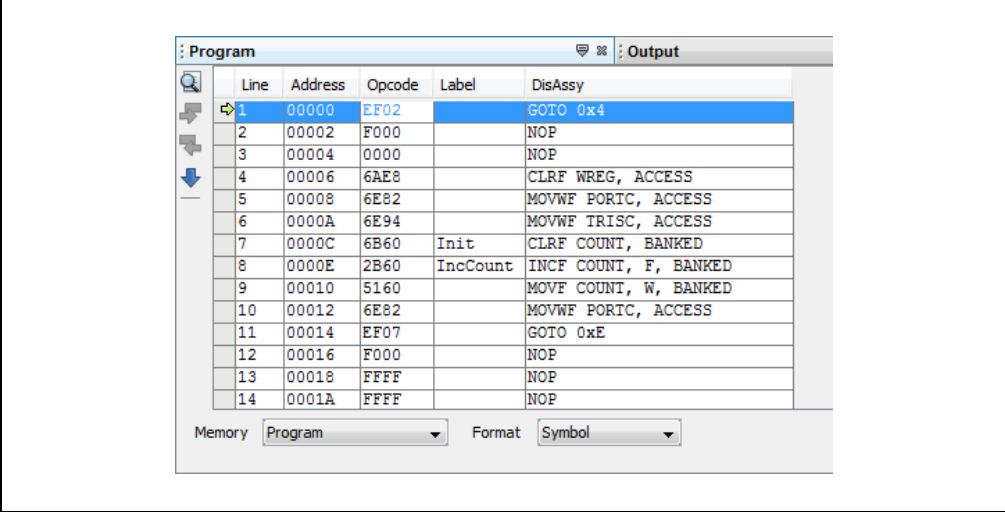 Program Output
Line Address Opcode Label DisAssy
1 00000 EF02 GOTO 0x4
2 00002 F000 NOP
3 00004 0000 NOP
4 00006 6AE8 CLRF WREG, ACCESS
5 00008 6E82 MOVWF PORTC, ACCESS
6 0000A 6E94 MOVWF TRISC, ACCESS
7 0000C 6B60 Init CLRF COUNT, BANKED
8 0000E 2B60 IncCount INCF COUNT, F, BANKED
9 00010 5160 MOVF COUNT, W, BANKED
10 00012 6E82 MOVWF PORTC, ACCESS
11 00014 EF07 GOTO 0xE
12 00016 F000 NOP
13 00018 FFFF NOP
14 0001A FFFF NOP
Memory Program Format Symbol